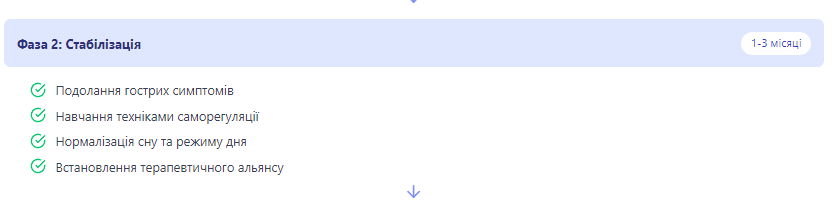 Фаза 2: Стабілізація
1-3 місяці
Подолання гострих симптомів
Навчання техніками саморегуляції
Нормалізація сну та режиму дня
Встановлення терапевтичного альянсу